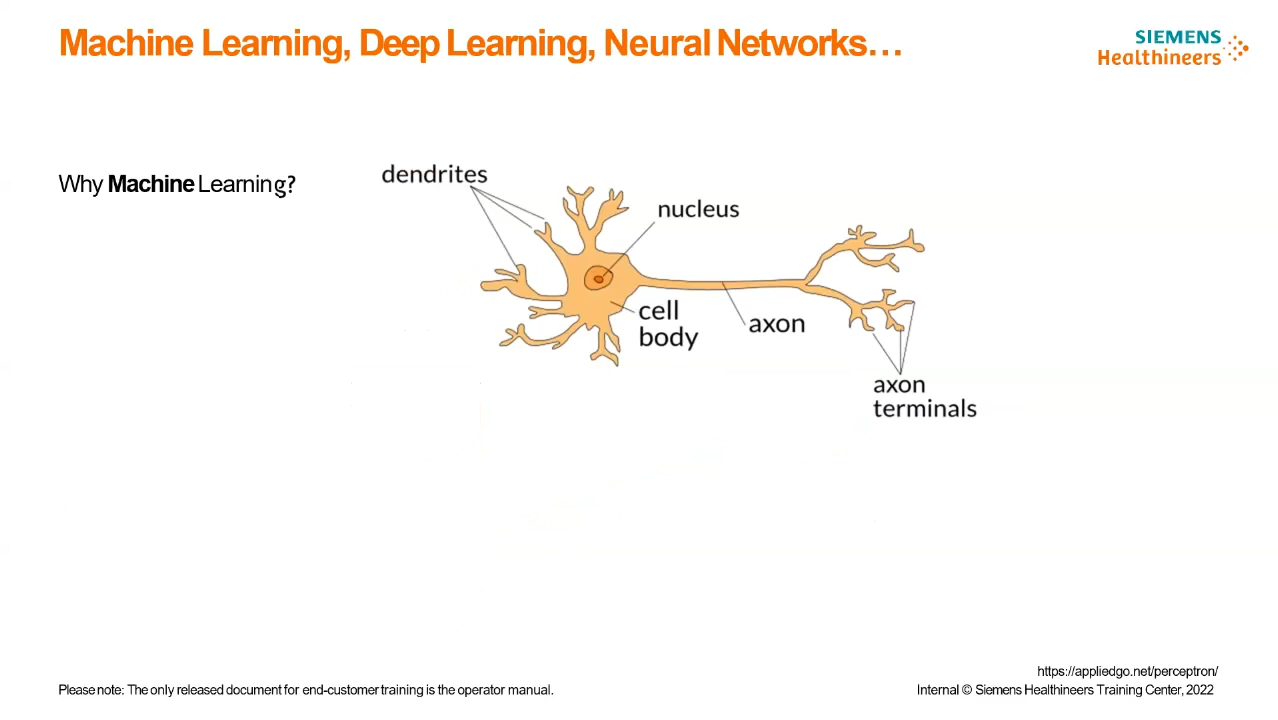 Machine Learning, Deep Learning, Neural Networks…
SIEMENS
Healthineers
Why Machine Learning?
dendrites
nucleus
cell
body
axon
axon
terminals
https://appliedgo.net/perceptron/
Please note: The only released document for end-customer training is the operator manual.
Internal © Siemens Healthineers Training Center, 2022